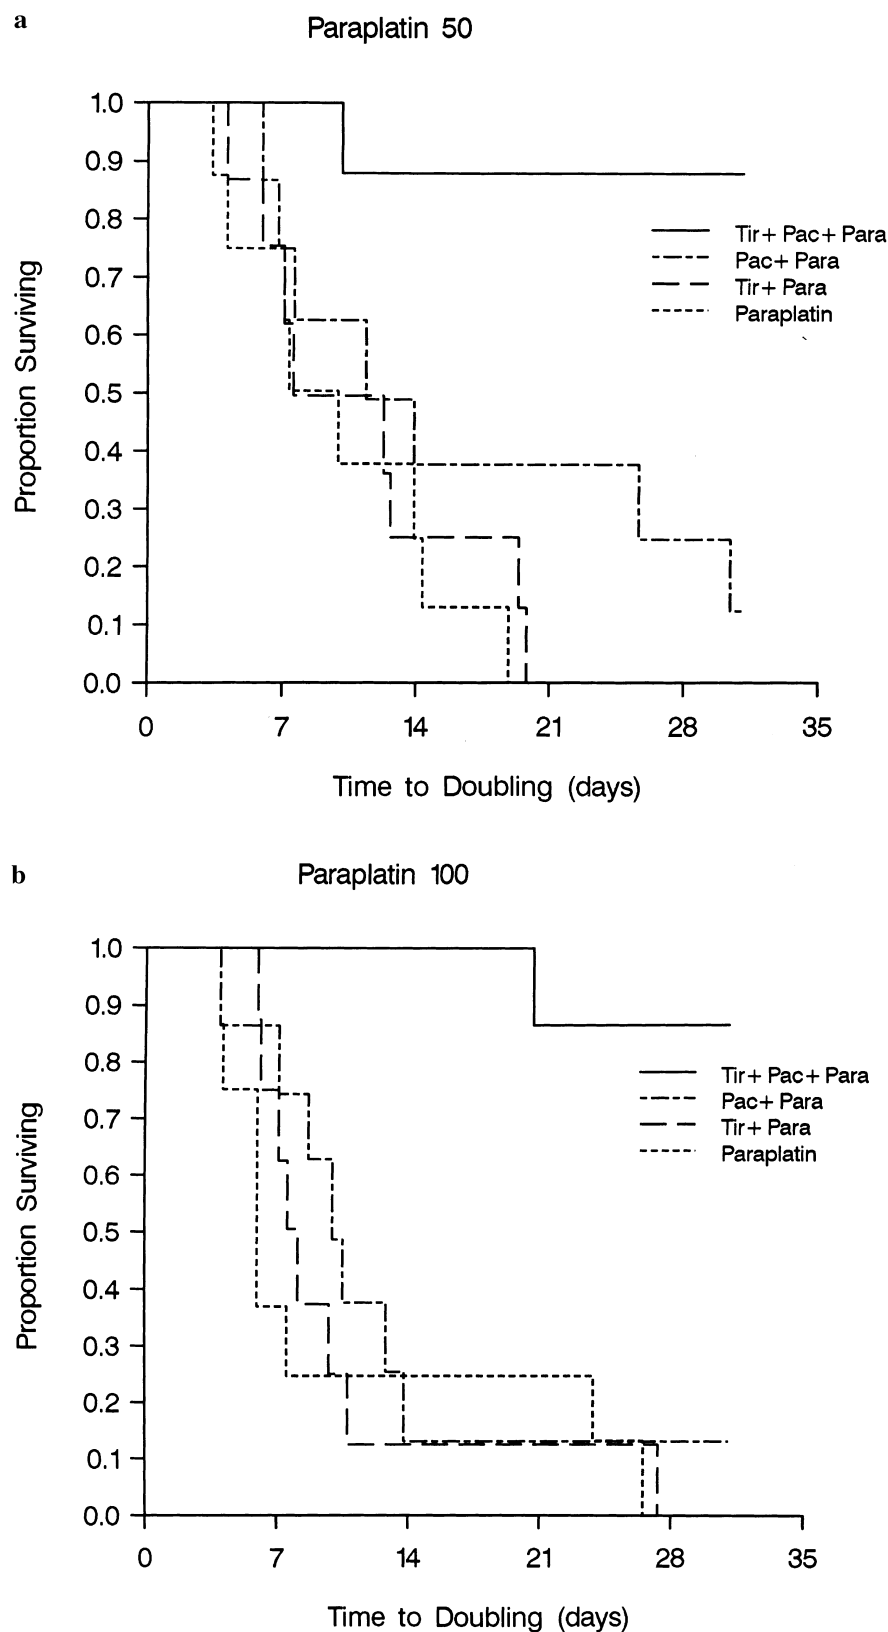 a
Paraplatin 50
1.0
0.9
0.8
0.7
0.6
0.5
0.4
0.3
0.2
0.1
0.0
Proportion Surviving
Tir+ Pac+ Para
Pac+ Para
Tir+ Para
Paraplatin
0 7 14 21 28 35
Time to Doubling (days)
b
Paraplatin 100
1.0
0.9
0.8
0.7
0.6
0.5
0.4
0.3
0.2
0.1
0.0
Proportion Surviving
Tir+ Pac+ Para
Pac+ Para
Tir+ Para
Paraplatin
0 7 14 21 28 35
Time to Doubling (days)